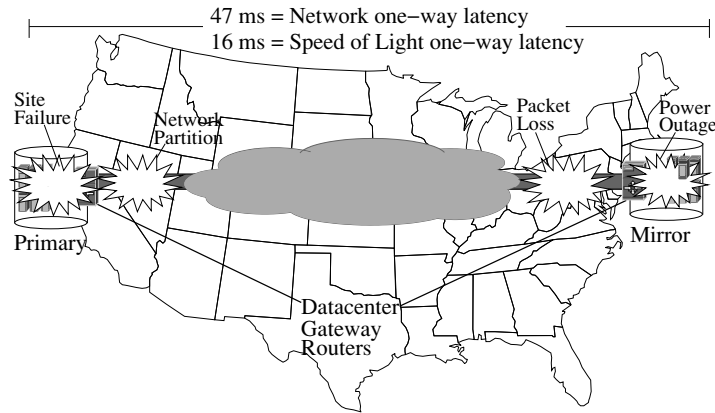 47 ms = Network one−way latency
16 ms = Speed of Light one−way latency
Site
Failure
Network
Partition
Packet
Loss
Power
Outage
Primary
Mirror
Datacenter
Gateway
Routers